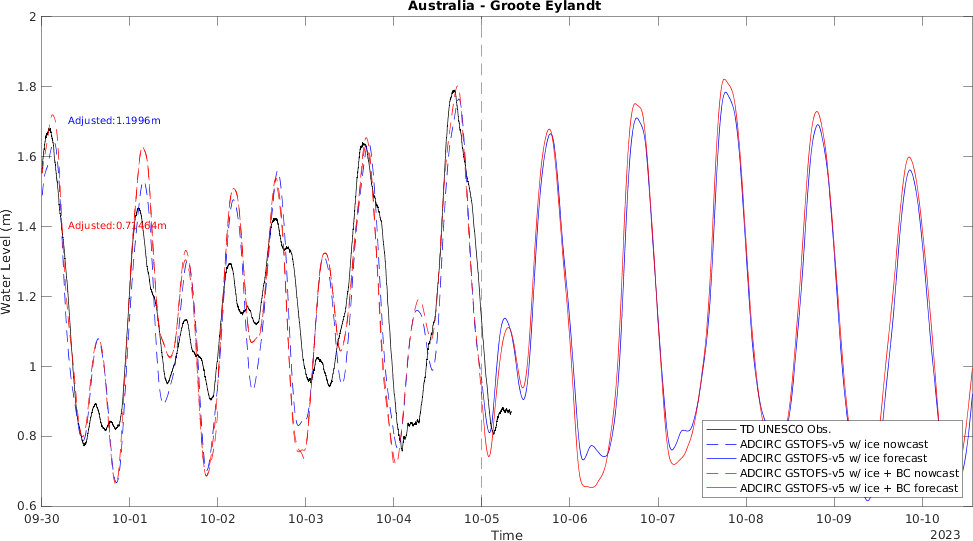 Australia - Groote Eylandt
2
1.8
1.6
1.4
1.2
1
0.8
0.6
Water Level (m)
Adjusted:1.1996m
Adjusted:0.71464m
TD UNESCO Obs.
ADCIRC GSTOFS-v5 w/ ice nowcast
ADCIRC GSTOFS-v5 w/ ice forecast
ADCIRC GSTOFS-v5 w/ ice + BC nowcast
ADCIRC GSTOFS-v5 w/ ice + BC forecast
09-30 10-01 10-02 10-03 10-04 10-05 10-06 10-07 10-08 10-09 10-10
Time
2023